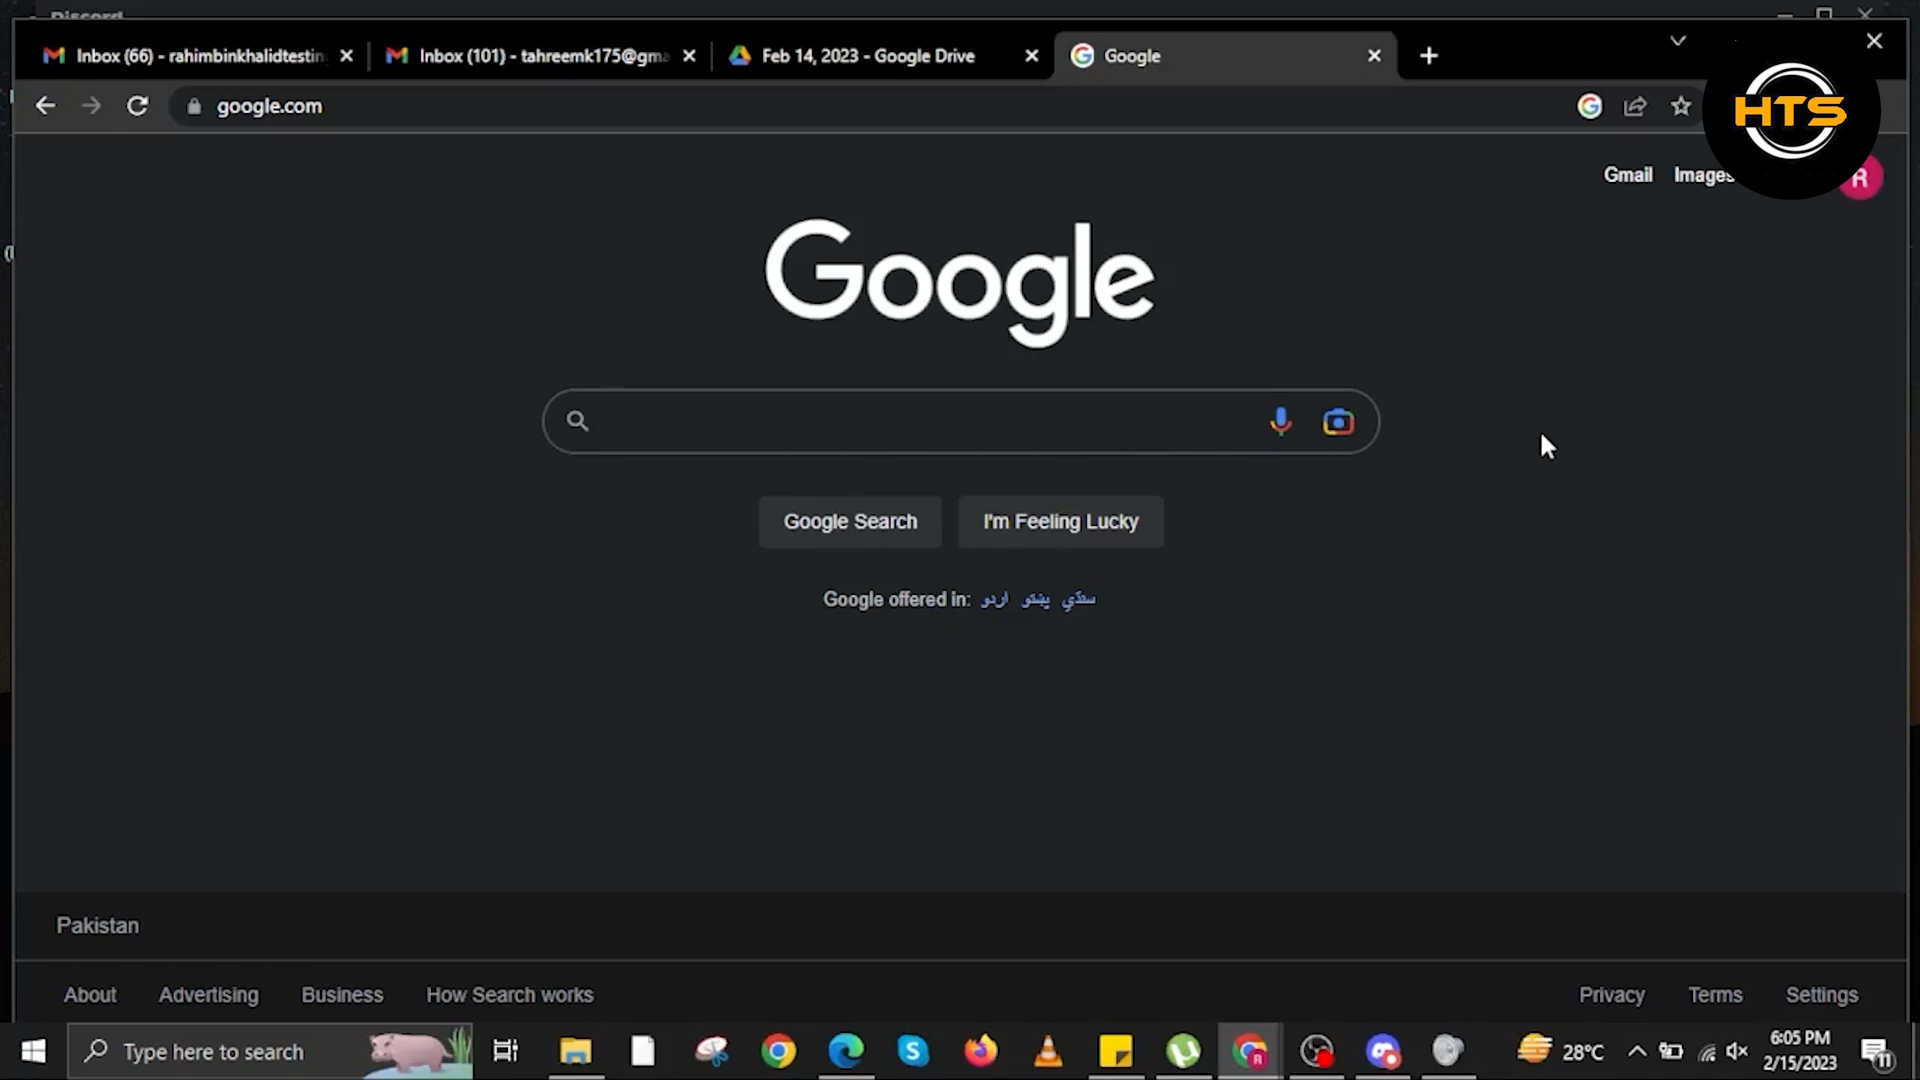 Discord
Inbox (66) - rahimbinkhalidtestin
Inbox (101) - tahreemk175@gma
Feb 14, 2023 - Google Drive
Google
google.com
HTS
Gmail
Images
R
Google
Google Search
I'm Feeling Lucky
Google offered in: اردو پښتو سنڌي
Pakistan
About
Advertising
Business
How Search works
Privacy
Terms
Settings
Type here to search
28°C
6:05 PM
2/15/2023
11